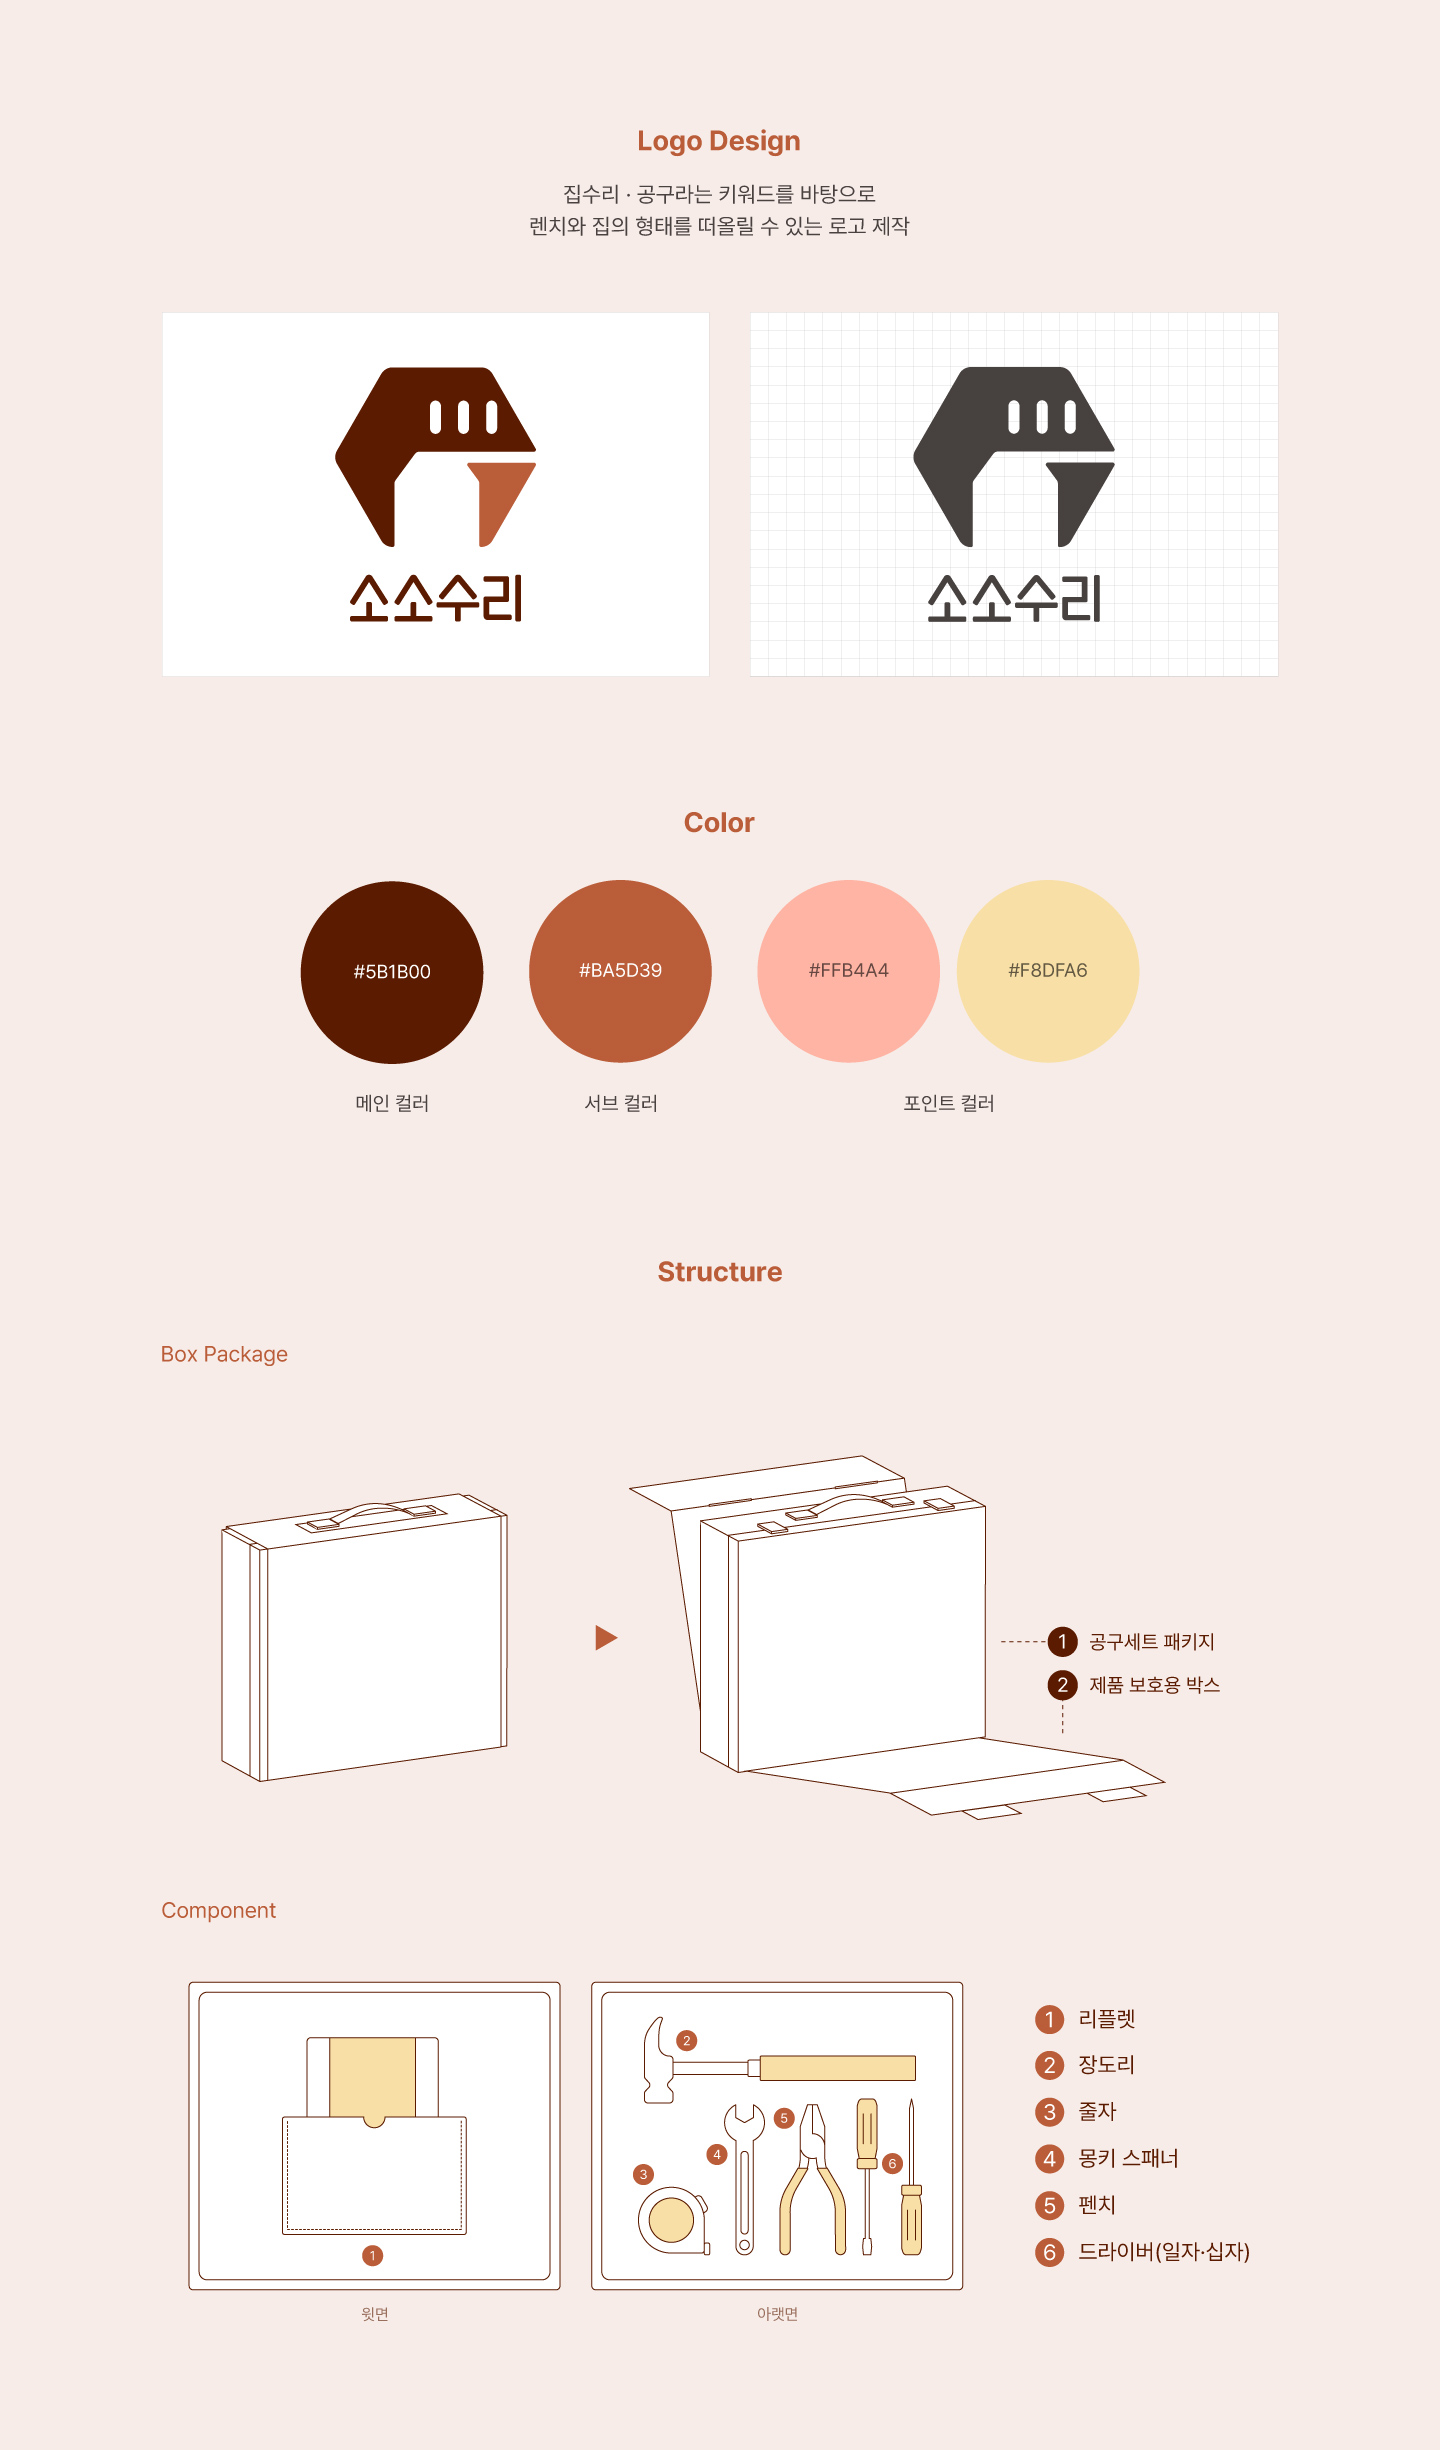 Logo Design
집수리 · 공구라는 키워드를 바탕으로
렌치와 집의 형태를 떠올릴 수 있는 로고 제작
소소수리
소소수리
Color
#5B1B00
#BA5D39
#FFB4A4
#F8DFA6
메인 컬러
서브 컬러
포인트 컬러
Structure
Box Package
1 공구세트 패키지
2 제품 보호용 박스
Component
1
윗면
2
3
4
5
6
아랫면
1 리플렛
2 장도리
3 줄자
4 몽키 스패너
5 펜치
6 드라이버(일자·십자)